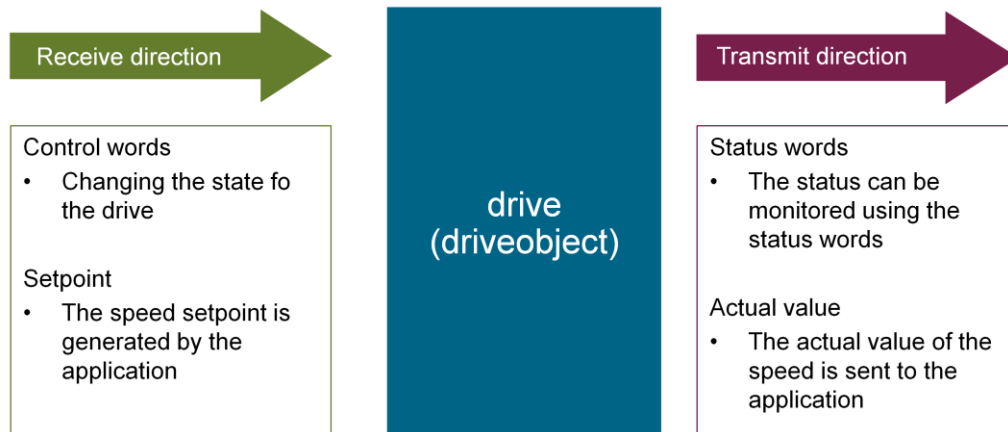 Receive direction
Control words
• Changing the state fo
the drive
Setpoint
• The speed setpoint is
generated by the
application
drive
(driveobject)
Transmit direction
Status words
• The status can be
monitored using the
status words
Actual value
• The actual value of the
speed is sent to the
application